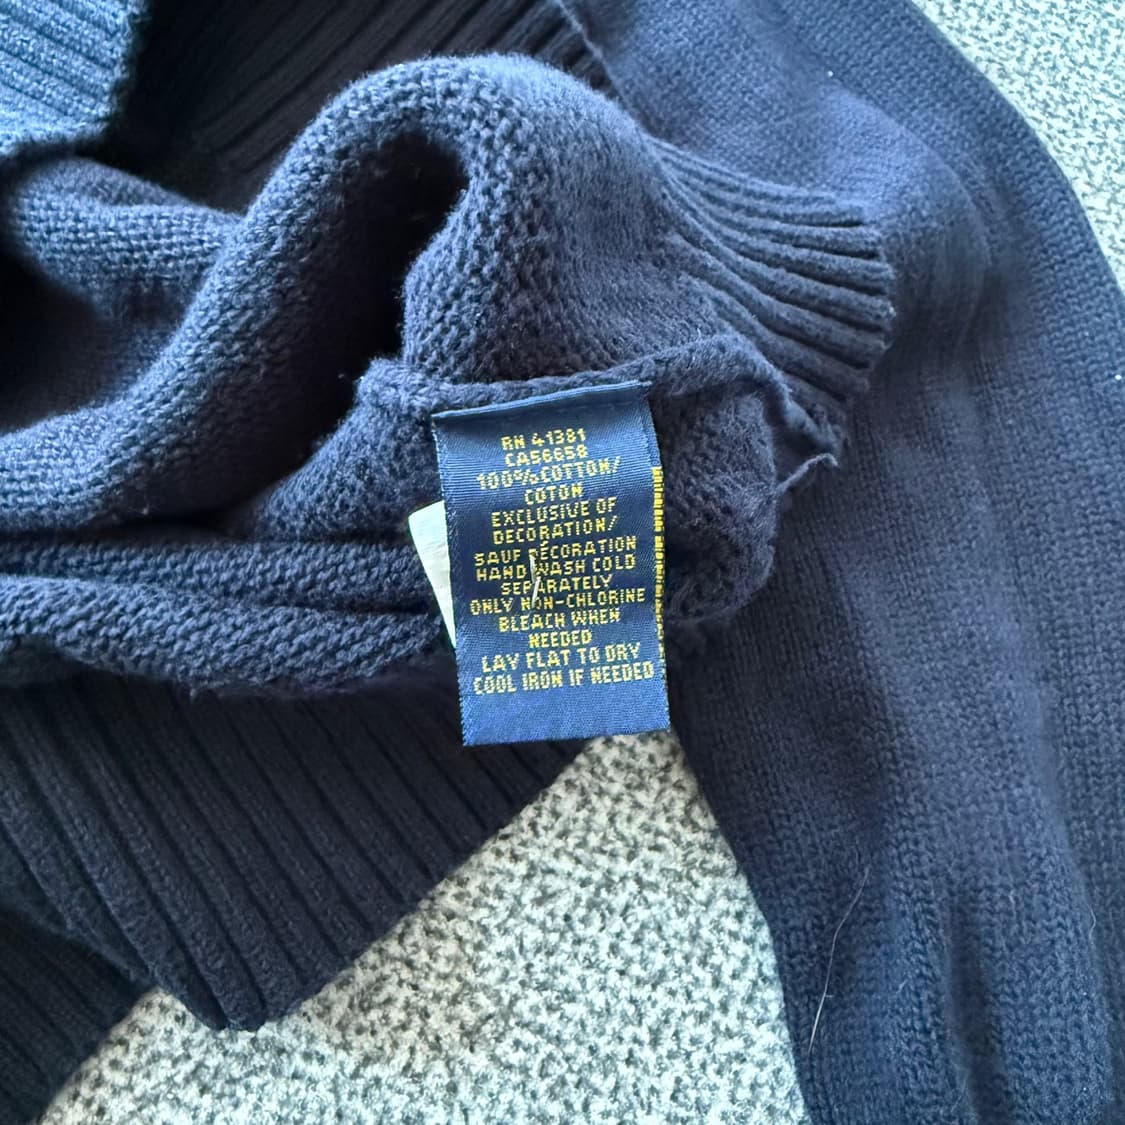 RN 41381
CA56658
100% COTTON/
COTON
EXCLUSIVE OF
DECORATION/
SAUF DÉCORATION
HAND WASH COLD
SEPARATELY
ONLY NON-CHLORINE
BLEACH WHEN
NEEDED
LAY FLAT TO DRY
COOL IRON IF NEEDED